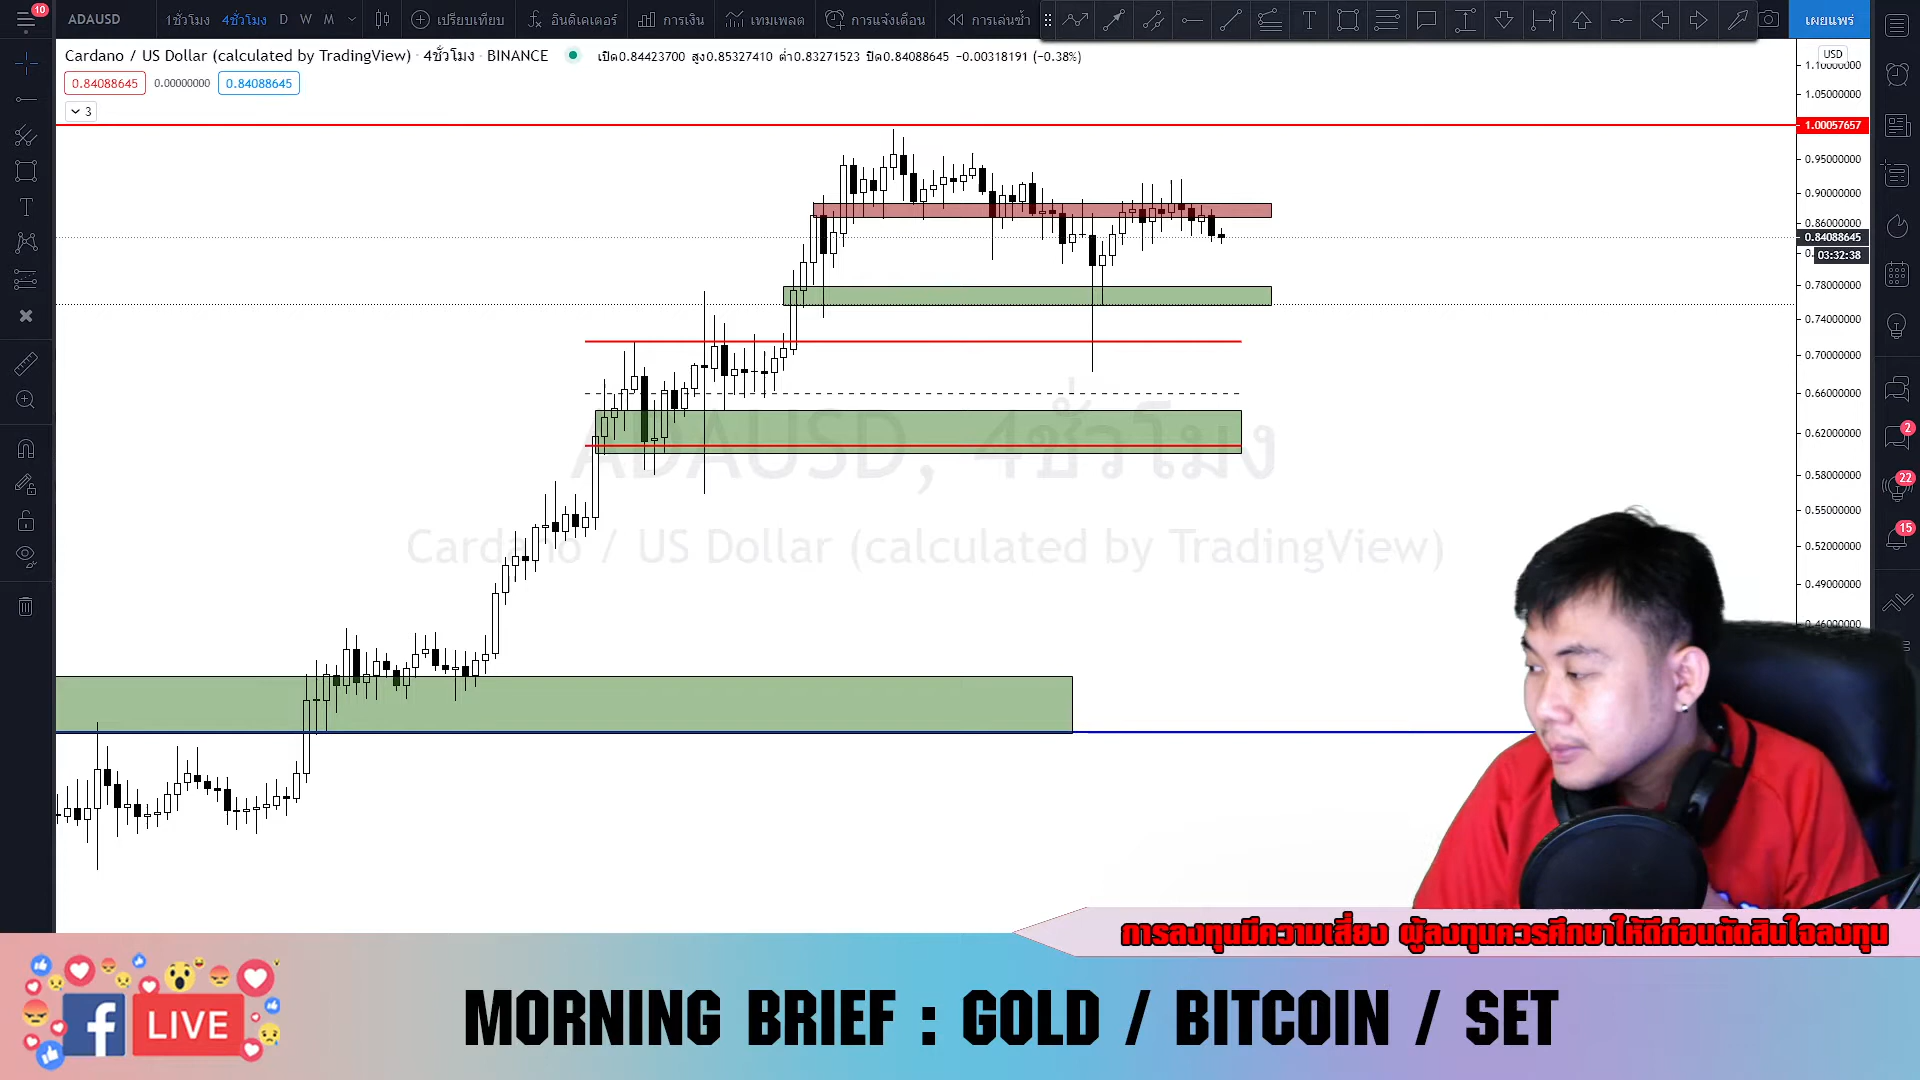 10
ADAUSD 1ชั่วโมง 4ชั่วโมง D W M เปรียบเทียบ อินดิเคเตอร์ การเงิน เทมเพลต การแจ้งเตือน การเล่นซ้ำ เผยแพร่
Cardano / US Dollar (calculated by TradingView) · 4ชั่วโมง · BINANCE เปิด0.84423700 สูง0.85327410 ต่ำ0.83271523 ปิด0.84088645 −0.00318191 (−0.38%)
USD
1.10000000
0.84088645 0.00000000 0.84088645
1.05000000
3
1.00057657
0.95000000
0.90000000
0.86000000
0.84088645
03:32:38
0.78000000
0.74000000
0.70000000
0.66000000
0.62000000
0.58000000
0.55000000
0.52000000
0.49000000
0.46000000
2
22
15
ADAUSD, 4ชั่วโมง
Cardano / US Dollar (calculated by TradingView)
การลงทุนมีความเสี่ยง ผู้ลงทุนควรศึกษาให้ดีก่อนตัดสินใจลงทุน
f LIVE
MORNING BRIEF : GOLD / BITCOIN / SET